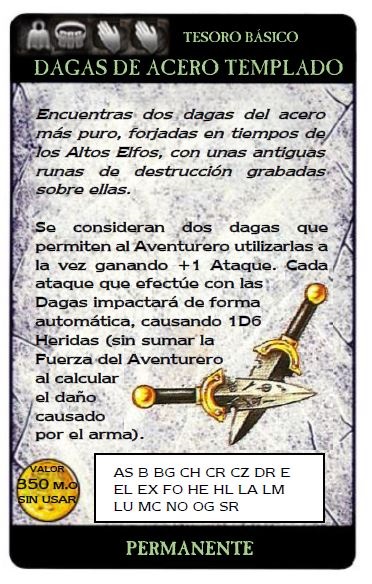 TESORO BÁSICO
DAGAS DE ACERO TEMPLADO
Encuentras dos dagas del acero
más puro, forjadas en tiempos de
los Altos Elfos, con unas antiguas
runas de destrucción grabadas
sobre ellas.
Se consideran dos dagas que
permiten al Aventurero utilizarlas a
la vez ganando +1 Ataque. Cada
ataque que efectúe con las
Dagas impactará de forma
automática, causando 1D6
Heridas (sin sumar la
Fuerza del Aventurero
al calcular
el daño
causado
por el arma).
VALOR
350 M.O
SIN USAR
AS B BG CH CR CZ DR E
EL EX FO HE HL LA LM
LU MC NO OG SR
PERMANENTE